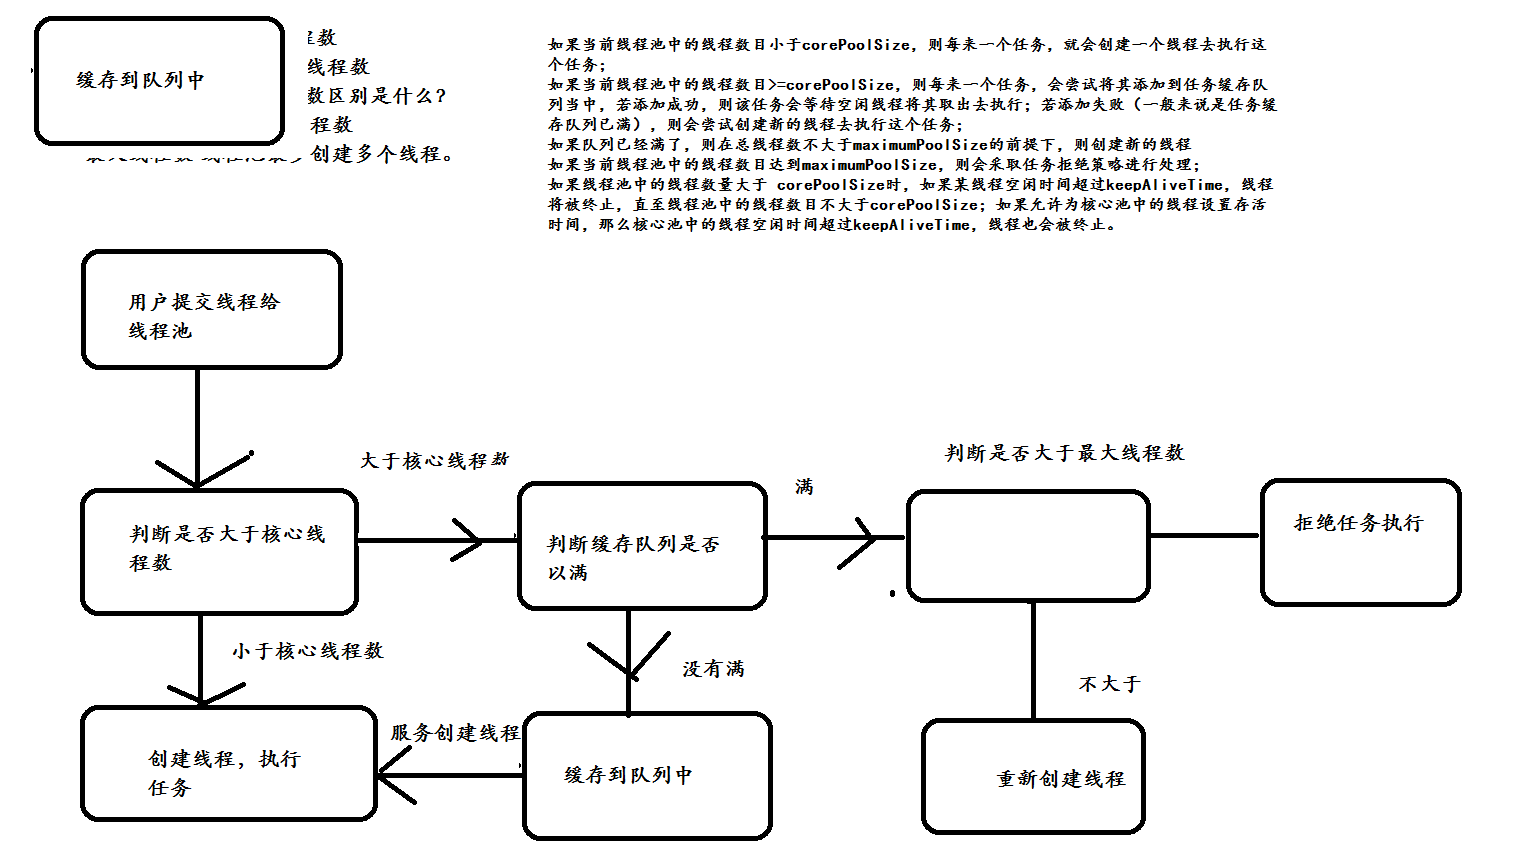 缓存到队列中
程数
线程数
数区别是什么?
程数
创建多个线程。
如果当前线程池中的线程数目小于corePoolSize，则每来一个任务，就会创建一个线程去执行这
个任务；
如果当前线程池中的线程数目>=corePoolSize，则每来一个任务，会尝试将其添加到任务缓存队
列当中，若添加成功，则该任务会等待空闲线程将其取出去执行；若添加失败（一般来说是任务缓
存队列已满），则会尝试创建新的线程去执行这个任务；
如果队列已经满了，则在总线程数不大于maximumPoolSize的前提下，则创建新的线程
如果当前线程池中的线程数目达到maximumPoolSize，则会采取任务拒绝策略进行处理；
如果线程池中的线程数量大于 corePoolSize时，如果某线程空闲时间超过keepAliveTime，线程
将被终止，直至线程池中的线程数目不大于corePoolSize；如果允许为核心池中的线程设置存活
时间，那么核心池中的线程空闲时间超过keepAliveTime，线程也会被终止。
用户提交线程给
线程池
大于核心线程数
满
判断是否大于最大线程数
判断是否大于核心线
程数
判断缓存队列是否
以满
拒绝任务执行
小于核心线程数
没有满
不大于
服务创建线程
创建线程，执行
任务
缓存到队列中
重新创建线程